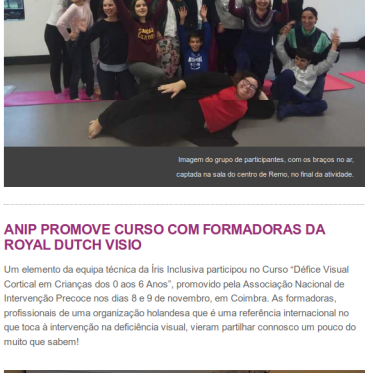 Imagem do grupo de participantes, com os braços no ar,
captada na sala do centro de Remo, no final da atividade.
ANIP PROMOVE CURSO COM FORMADORAS DA
ROYAL DUTCH VISIO
Um elemento da equipa técnica da Íris Inclusiva participou no Curso “Défice Visual
Cortical em Crianças dos 0 aos 6 Anos”, promovido pela Associação Nacional de
Intervenção Precoce nos dias 8 e 9 de novembro, em Coimbra. As formadoras,
profissionais de uma organização holandesa que é uma referência internacional no
que toca à intervenção na deficiência visual, vieram partilhar connosco um pouco do
muito que sabem!